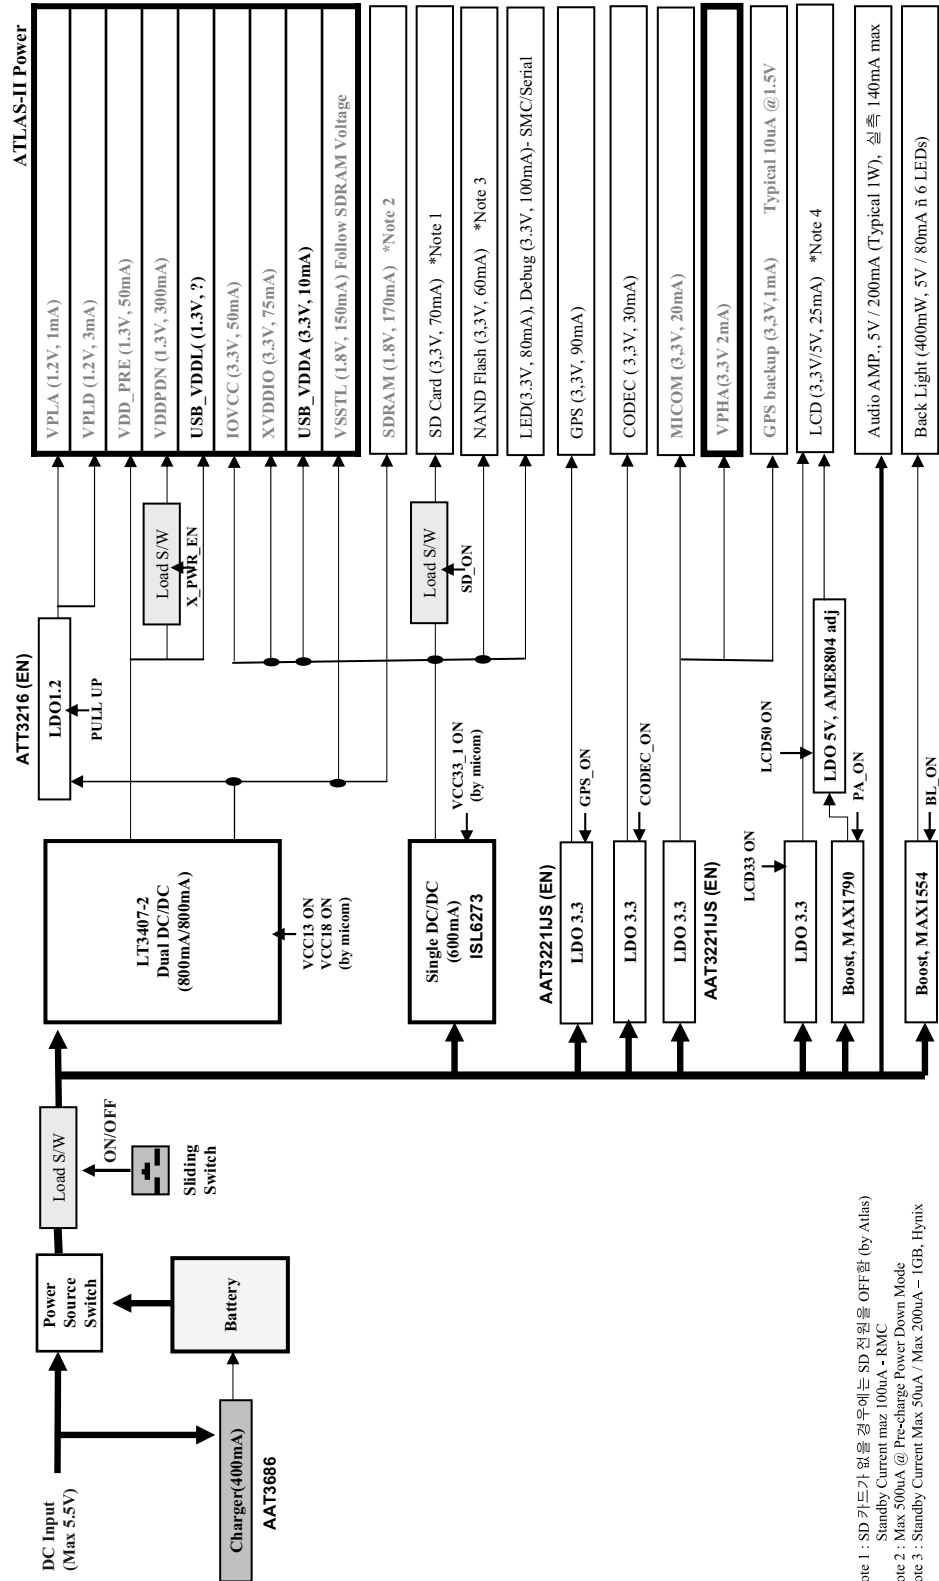 ATLAS-II Power
VPLA (1.2V, 1mA)
VPLD (1.2V, 3mA)
VDD_PRE (1.3V, 50mA)
VDDPDN (1.3V, 300mA)
USB_VDDL( (1.3V, ?)
IOVCC (3.3V, 50mA)
XVDDIO (3.3V, 75mA)
USB_VDDA (3.3V, 10mA)
VSSTL (1.8V, 150mA) Follow SDRAM Voltage
SDRAM (1.8V, 170mA) *Note 2
SD Card (3,3V, 70mA) *Note 1
NAND Flash (3,3V, 60mA) *Note 3
LED(3.3V, 80mA), Debug (3.3V, 100mA)- SMC/Serial
GPS (3,3V, 90mA)
CODEC ( 3,3V, 30mA)
MICOM (3,3V, 20mA)
VPHA(3.3V 2mA)
GPS backup (3,3V,1mA) Typical 10uA @1.5V
LCD (3,3V/5V, 25mA) *Note 4
Audio AMP., 5V / 200mA (Typical 1W), 실측 140mA max
Back Light (400mW, 5V / 80mA ñ 6 LEDs)
ATT3216 (EN)
LDO1.2
PULL UP
Load S/W
X_PWR_EN
Load S/W
SD_ON
LT3407-2
Dual DC/DC
(800mA/800mA)
VCC13 ON
VCC18 ON
(by micom)
Single DC/DC
(600mA)
ISL6273
VCC33_1 ON
(by micom)
AAT3221IJS (EN)
LDO 3.3
GPS_ON
LDO 3.3
CODEC_ON
LDO 3.3
AAT3221IJS (EN)
LCD33 ON
LDO 3.3
LCD50 ON
LDO 5V, AME8804 adj
Boost, MAX1790
PA_ON
Boost, MAX1554
BL_ON
Load S/W
ON/OFF
Sliding
Switch
Power
Source
Switch
Battery
Charger(400mA)
AAT3686
DC Input
(Max 5.5V)
ote 1 : SD 카드가 없을 경우에는 SD 전원을 OFF함 (by Atlas)
Standby Current maz 100uA - RMC
ote 2 : Max 500uA @ Pre-charge Power Down Mode
ote 3 : Standby Current Max 50uA / Max 200uA – 1GB, Hynix